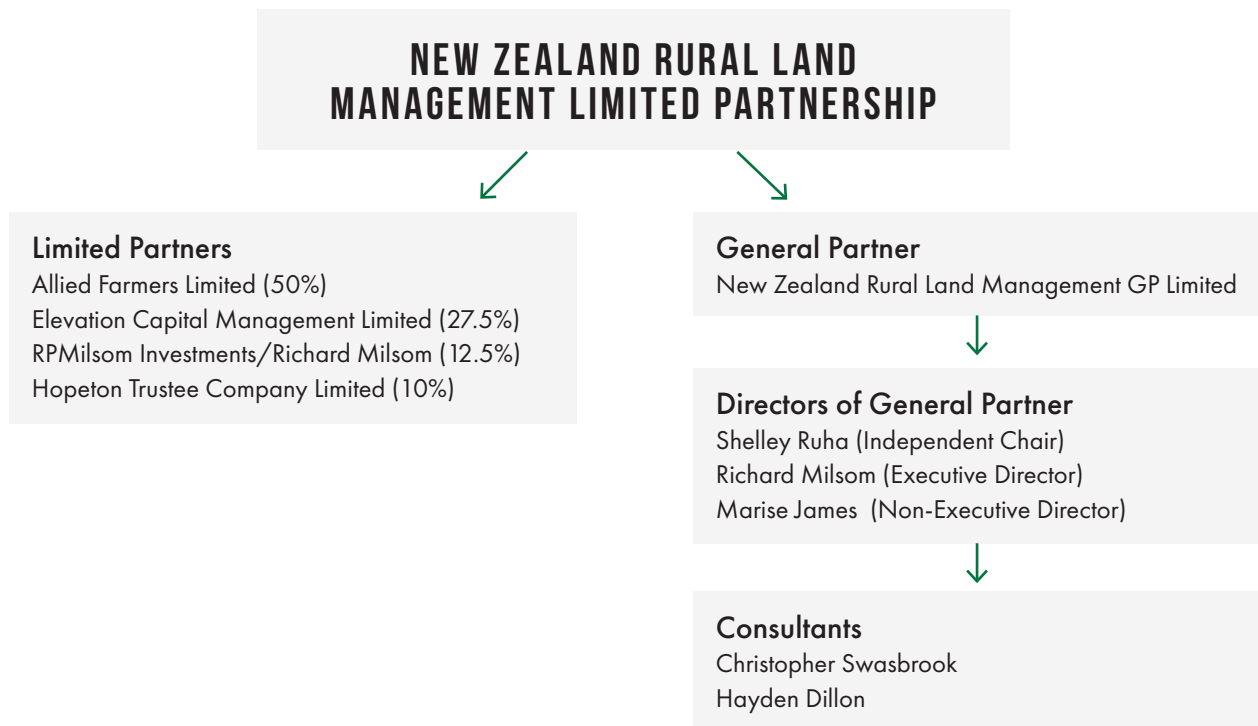 NEW ZEALAND RURAL LAND
MANAGEMENT LIMITED PARTNERSHIP
Limited Partners
Allied Farmers Limited (50%)
Elevation Capital Management Limited (27.5%)
RPMilsom Investments/Richard Milsom (12.5%)
Hopeton Trustee Company Limited (10%)
General Partner
New Zealand Rural Land Management GP Limited
Directors of General Partner
Shelley Ruha (Independent Chair)
Richard Milsom (Executive Director)
Marise James  (Non-Executive Director)
Consultants
Christopher Swasbrook
Hayden Dillon